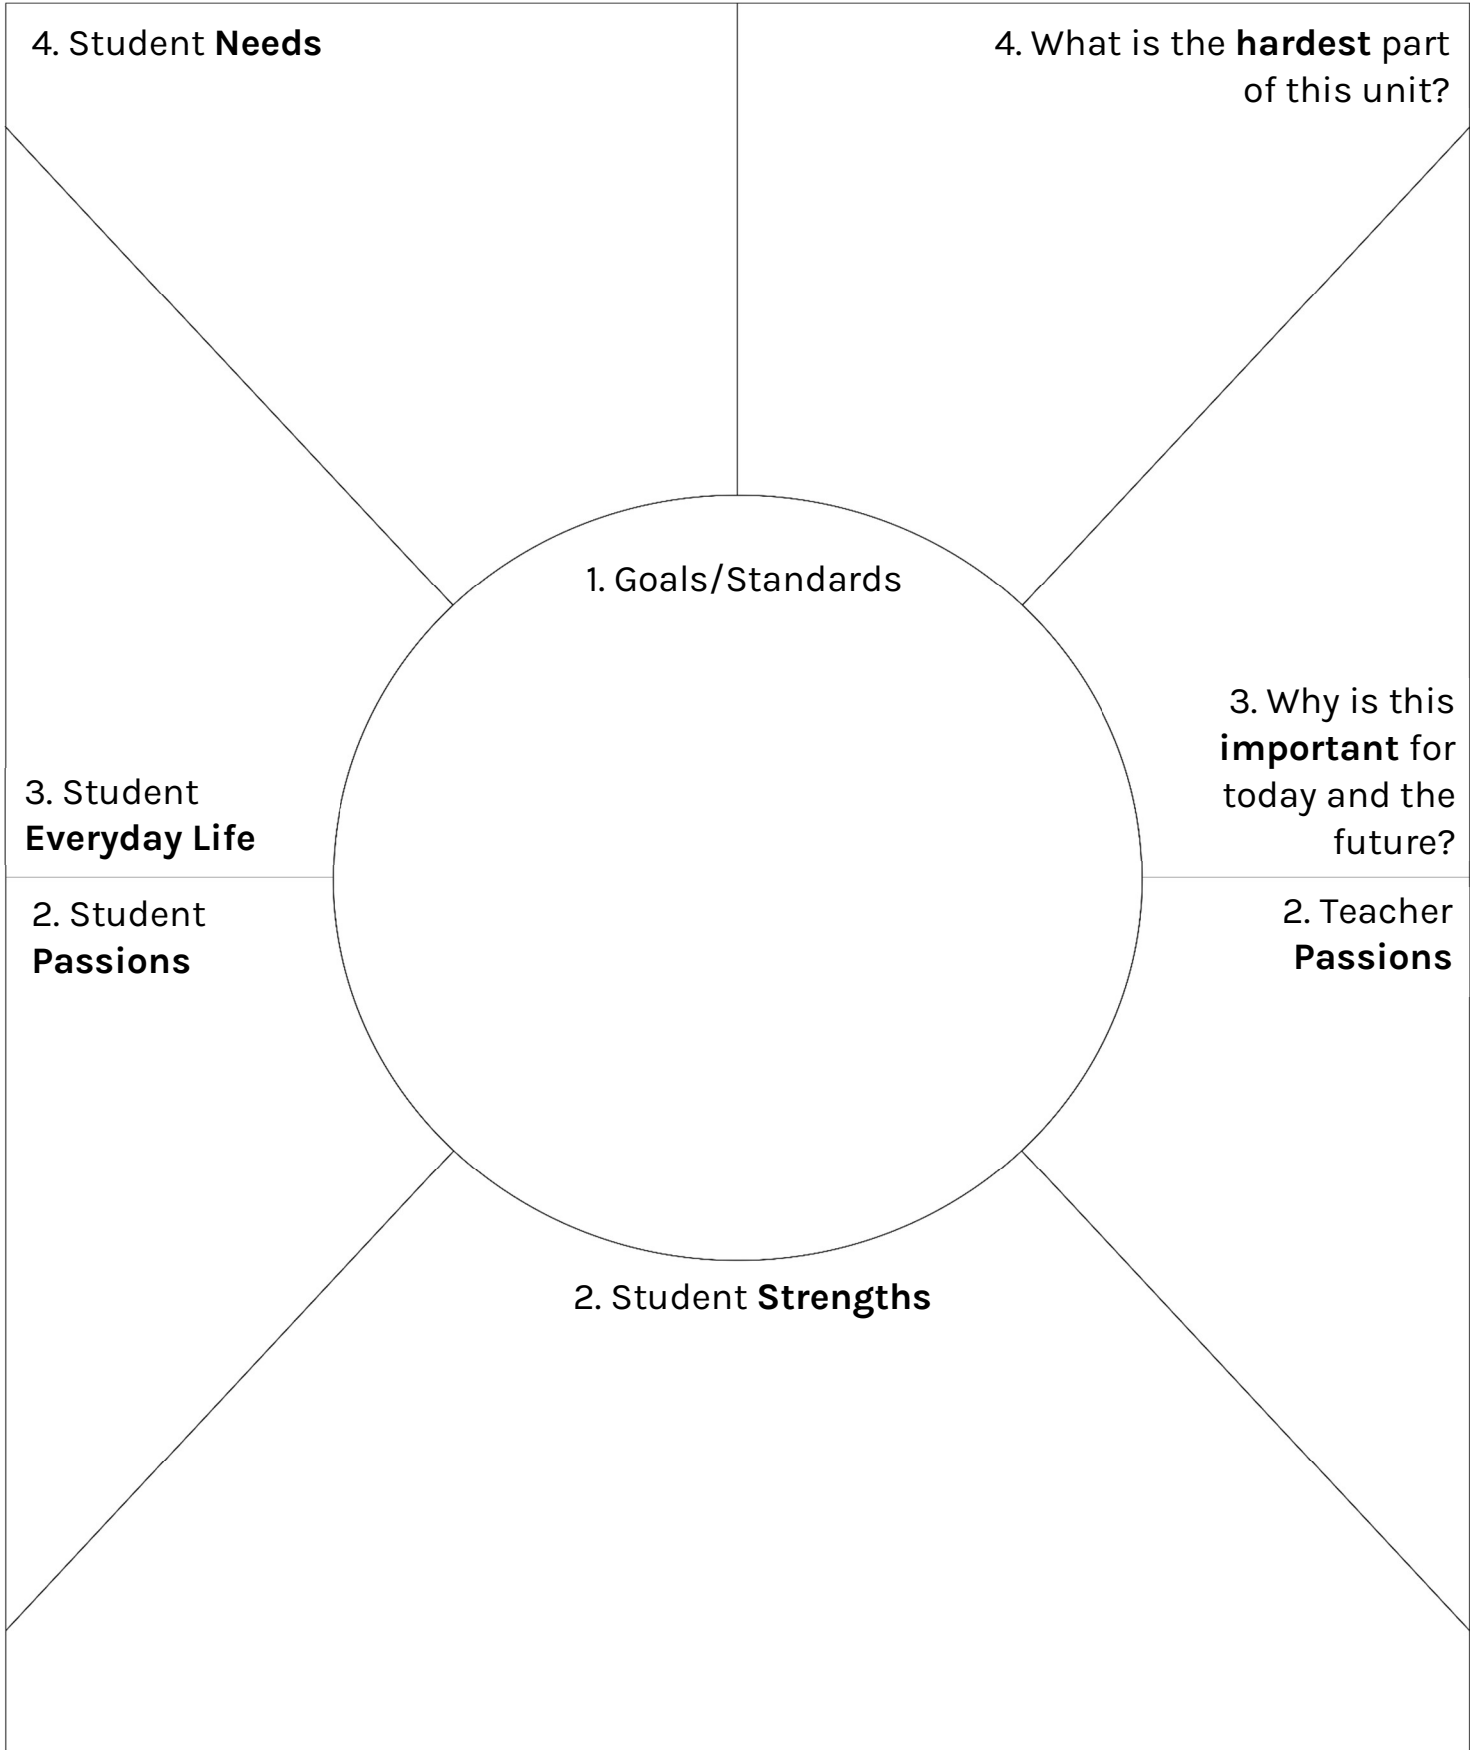 4. Student Needs
4. What is the hardest part
of this unit?
1. Goals/Standards
3. Student
Everyday Life
3. Why is this
important for
today and the
future?
2. Student
Passions
2. Teacher
Passions
2. Student Strengths